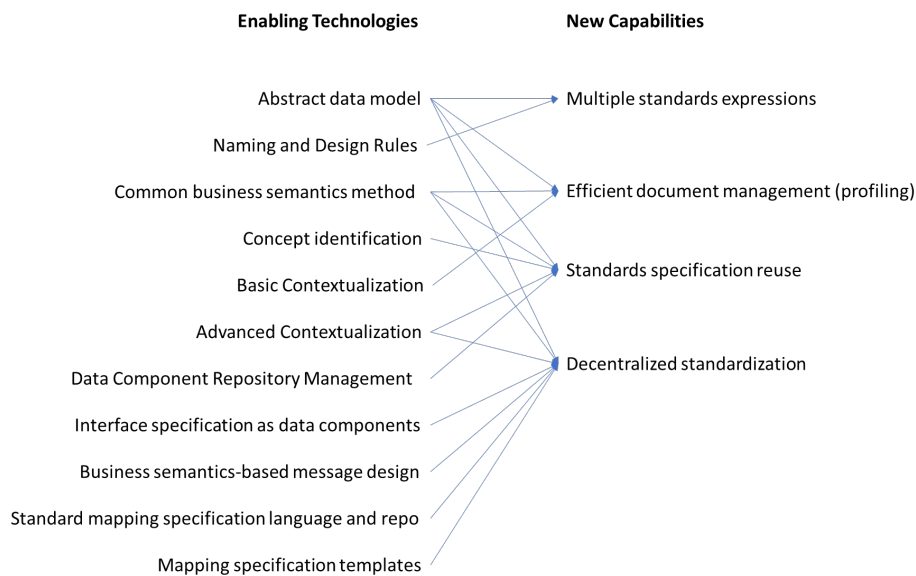 Enabling Technologies
New Capabilities
Abstract data model
Multiple standards expressions
Naming and Design Rules
Common business semantics method
Efficient document management (profiling)
Concept identification
Standards specification reuse
Basic Contextualization
Advanced Contextualization
Decentralized standardization
Data Component Repository Management
Interface specification as data components
Business semantics-based message design
Standard mapping specification language and repo
Mapping specification templates